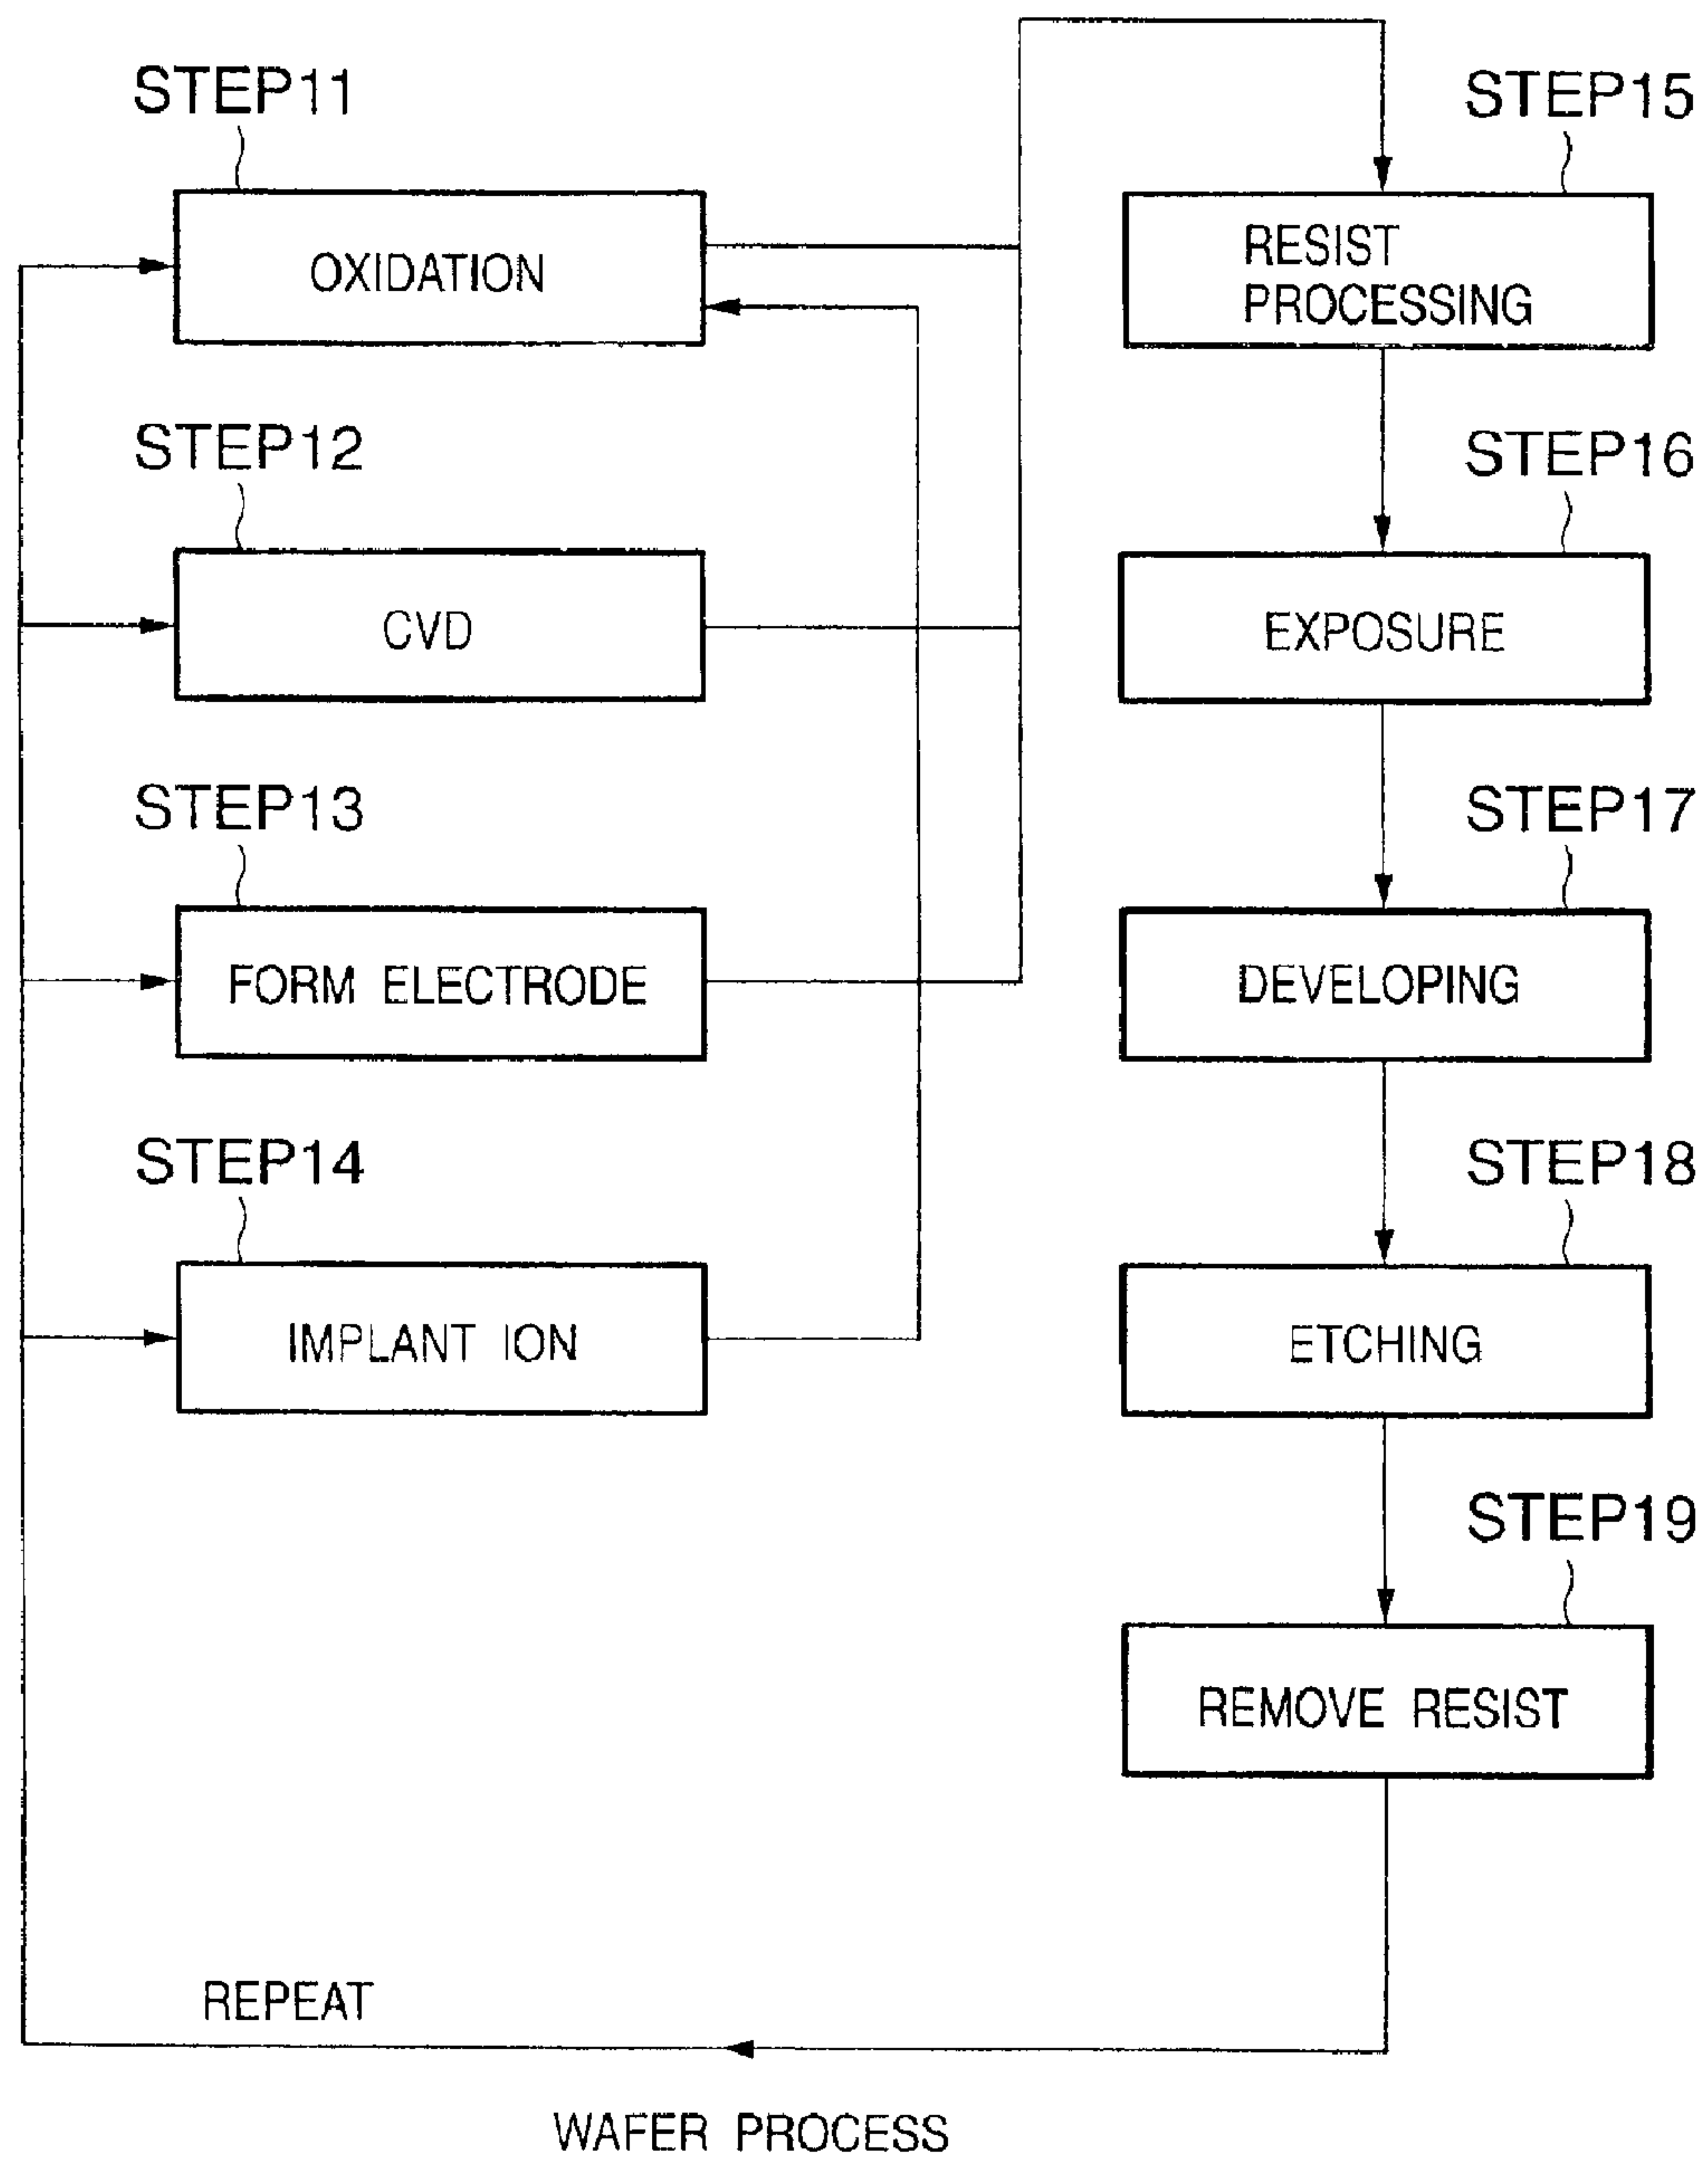 STEP11
OXIDATION
STEP12
CVD
STEP13
FORM ELECTRODE
STEP14
IMPLANT ION
STEP15
RESIST
PROCESSING
STEP16
EXPOSURE
STEP17
DEVELOPING
STEP18
ETCHING
STEP19
REMOVE RESIST
REPEAT
WAFER PROCESS